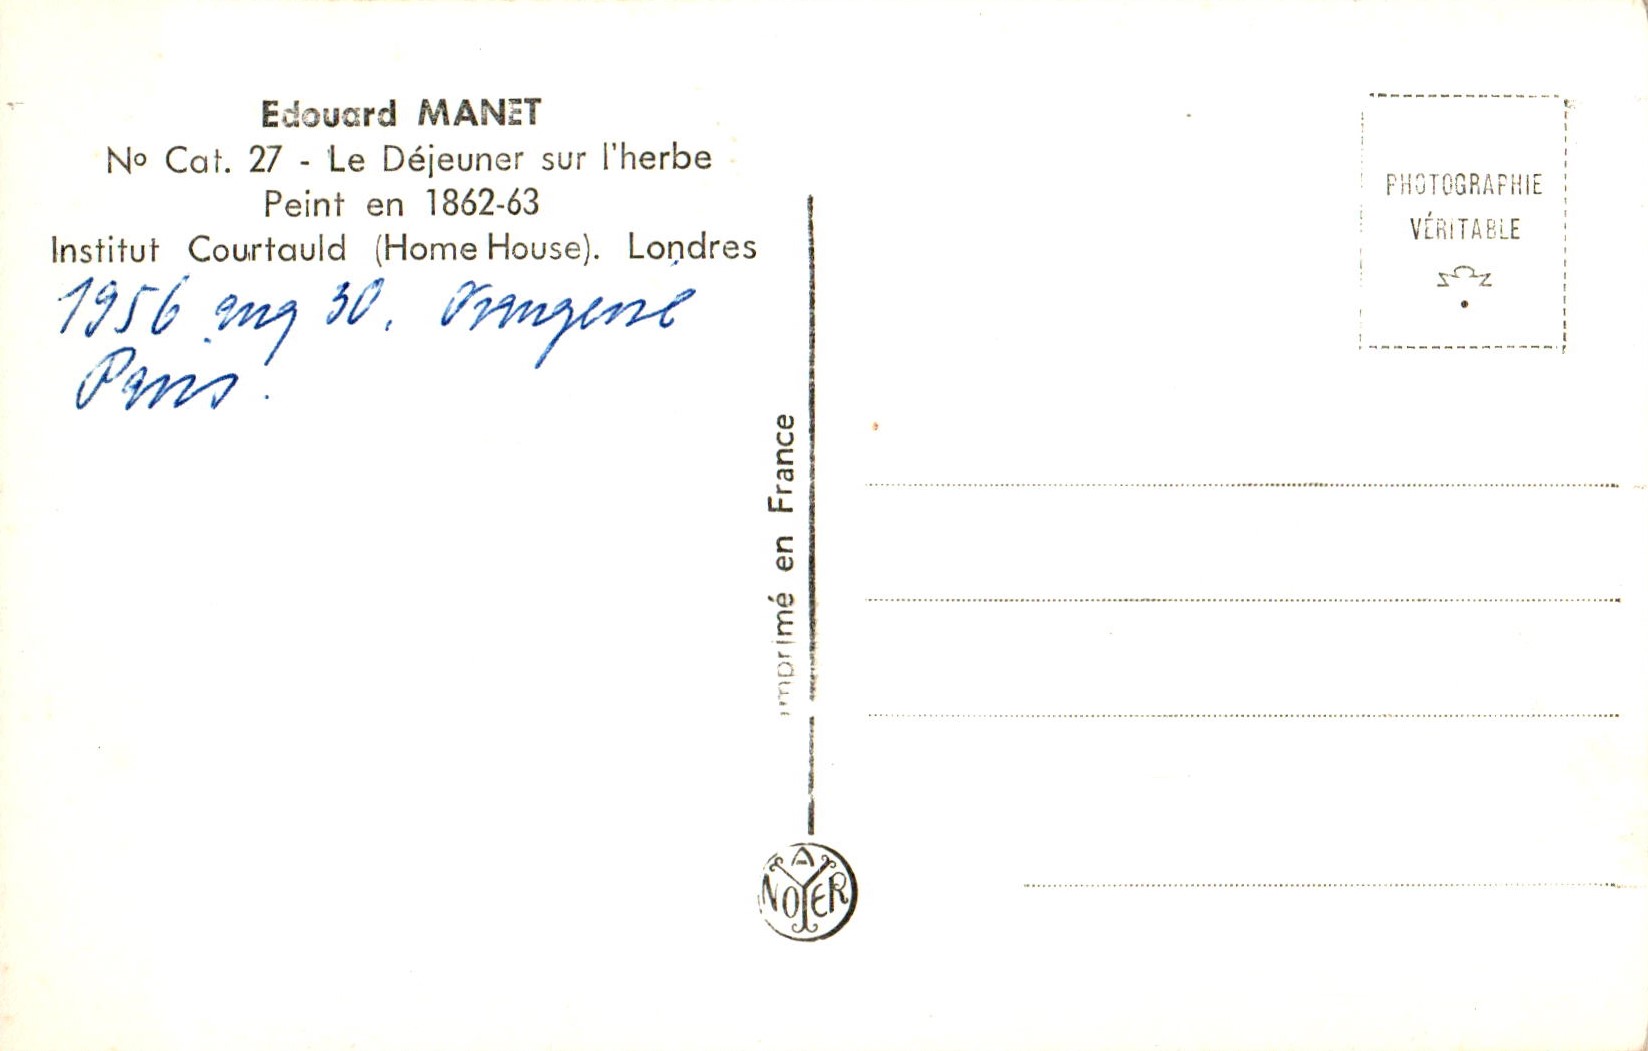 Edouard MANET
Nº Cat. 27 - Le Déjeuner sur l'herbe
Peint en 1862-63
Institut Courtauld (Home House). Londres
1956 aug 30. Orangerie
Paris.
Imprimé en France
A
NOYER
PHOTOGRAPHIE
VÉRITABLE